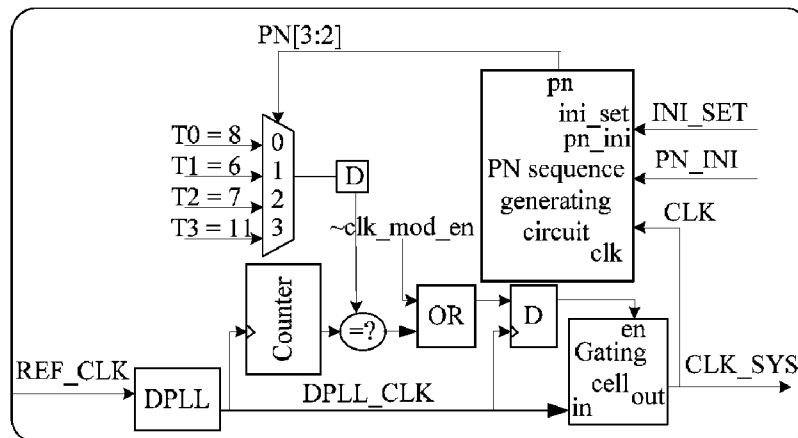 PN[3:2]
pn
ini_set
pn_ini
PN sequence
generating
circuit
clk
INI_SET
PN_INI
CLK
T0 = 8
T1 = 6
T2 = 7
T3 = 11
0
1
2
3
D
~clk_mod_en
Counter
=?
OR
D
en
Gating
cell
out
in
CLK_SYS
REF_CLK
DPLL
DPLL_CLK